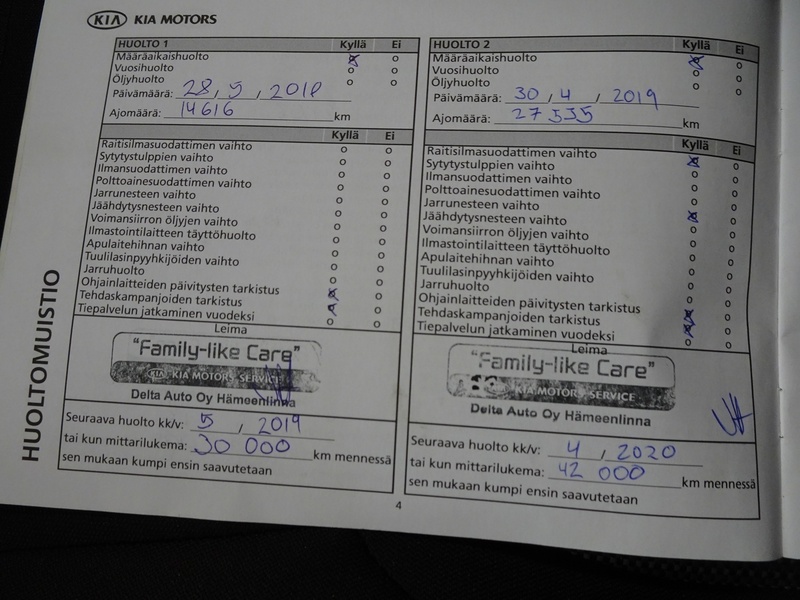 KIA KIA MOTORS
HUOLTOMUISTIO
HUOLTO 1 Kyllä Ei
Määräaikaishuolto
Vuosihuolto
Öljyhuolto
Päivämäärä: 28, 5, 2018
Ajomäärä: 14616 km
Kyllä Ei
Raitisilmasuodattimen vaihto
Sytytystulppien vaihto
Ilmansuodattimen vaihto
Polttoainesuodattimen vaihto
Jarrunesteen vaihto
Jäähdytysnesteen vaihto
Voimansiirron öljyjen vaihto
Ilmastointilaitteen täyttöhuolto
Apulaitehihnan vaihto
Tuulilasinpyyhkijöiden vaihto
Jarruhuolto
Ohjainlaitteiden päivitysten tarkistus
Tehdaskampanjoiden tarkistus
Tiepalvelun jatkaminen vuodeksi
Leima
"Family-like Care"
KIA KIA MOTORS SERVICE
Delta Auto Oy Hämeenlinna
Seuraava huolto kk/v: 5, 2019
tai kun mittarilukema: 30 000 km mennessä
sen mukaan kumpi ensin saavutetaan
HUOLTO 2 Kyllä Ei
Määräaikaishuolto
Vuosihuolto
Öljyhuolto
Päivämäärä: 30, 4, 2019
Ajomäärä: 27535 km
Kyllä Ei
Raitisilmasuodattimen vaihto
Sytytystulppien vaihto
Ilmansuodattimen vaihto
Polttoainesuodattimen vaihto
Jarrunesteen vaihto
Jäähdytysnesteen vaihto
Voimansiirron öljyjen vaihto
Ilmastointilaitteen täyttöhuolto
Apulaitehihnan vaihto
Tuulilasinpyyhkijöiden vaihto
Jarruhuolto
Ohjainlaitteiden päivitysten tarkistus
Tehdaskampanjoiden tarkistus
Tiepalvelun jatkaminen vuodeksi
Leima
"Family-like Care"
KIA MOTORS SERVICE
Delta Auto Oy Hämeenlinna
Seuraava huolto kk/v: 4, 2020
tai kun mittarilukema: 42 000 km mennessä
sen mukaan kumpi ensin saavutetaan
4